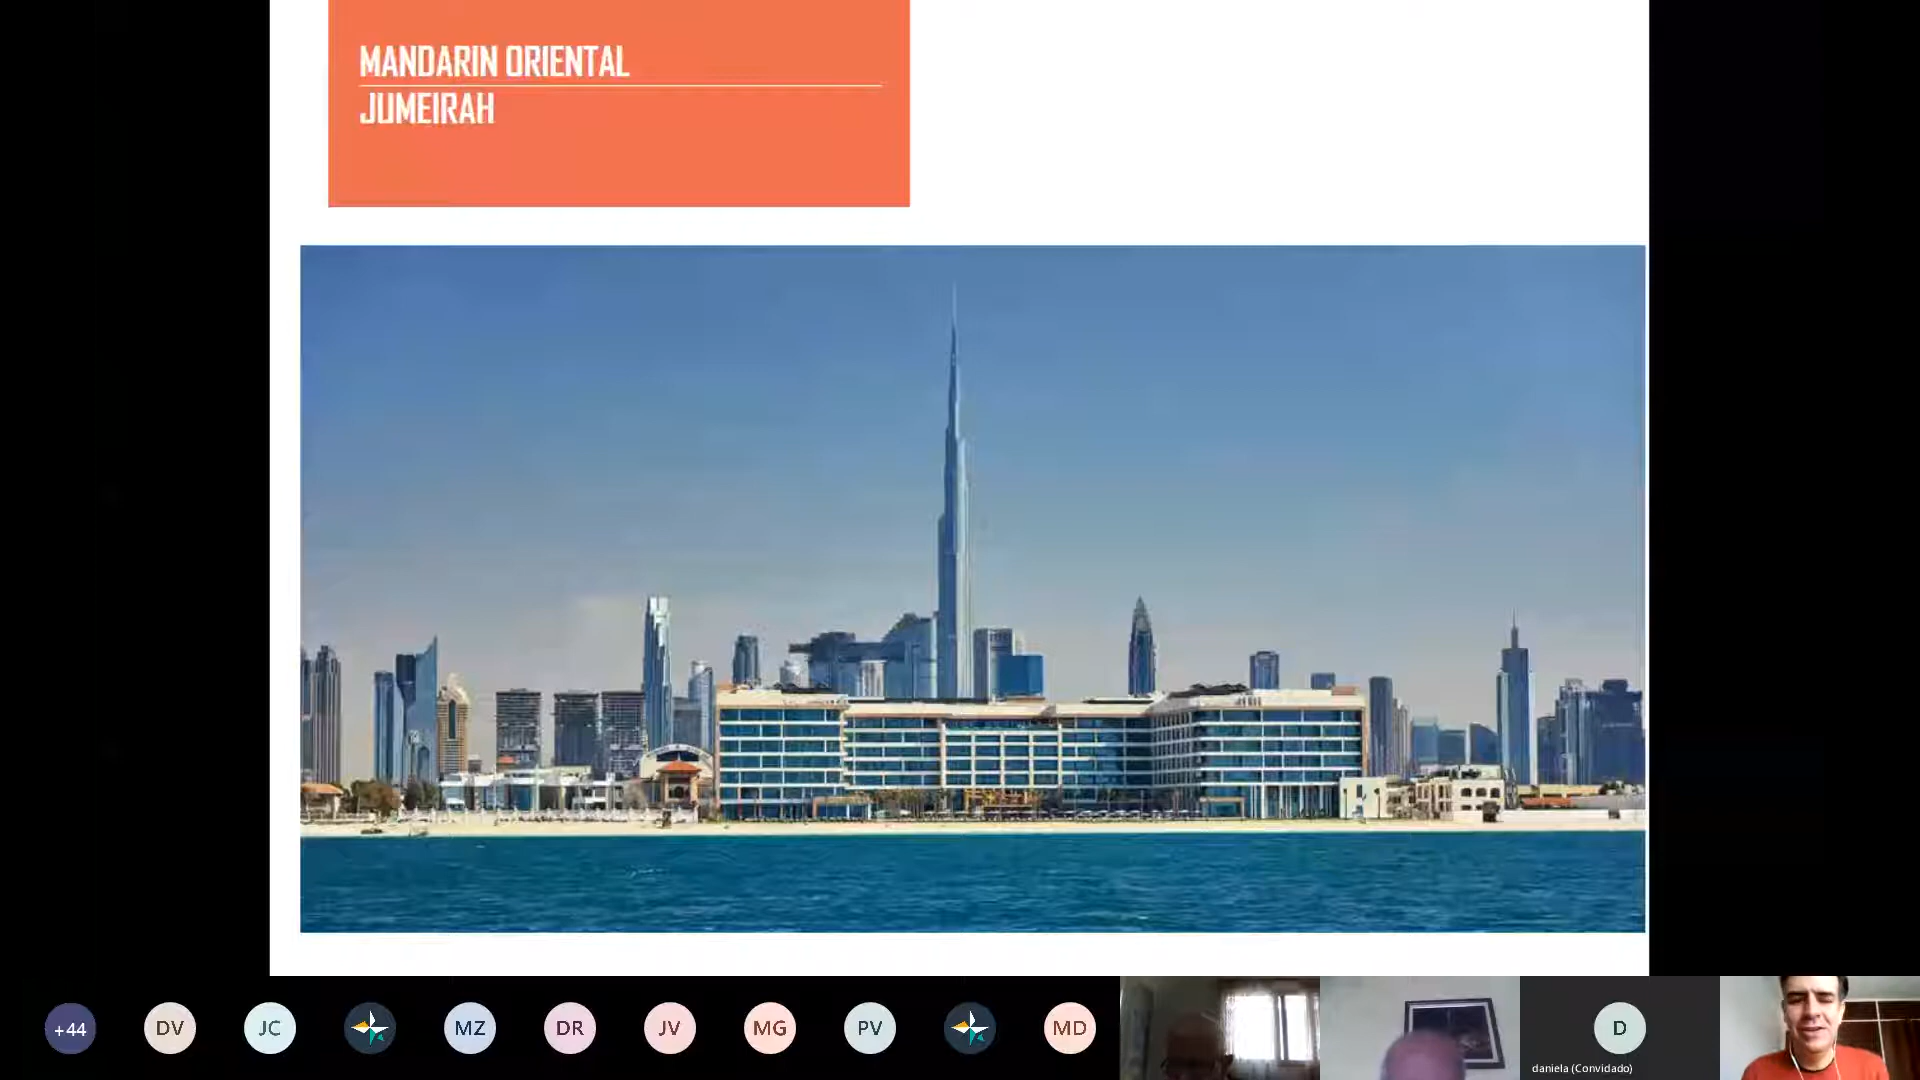 MANDARIN ORIENTAL
JUMEIRAH
+44
DV
JC
MZ
DR
JV
MG
PV
MD
D
daniela (Convidado)